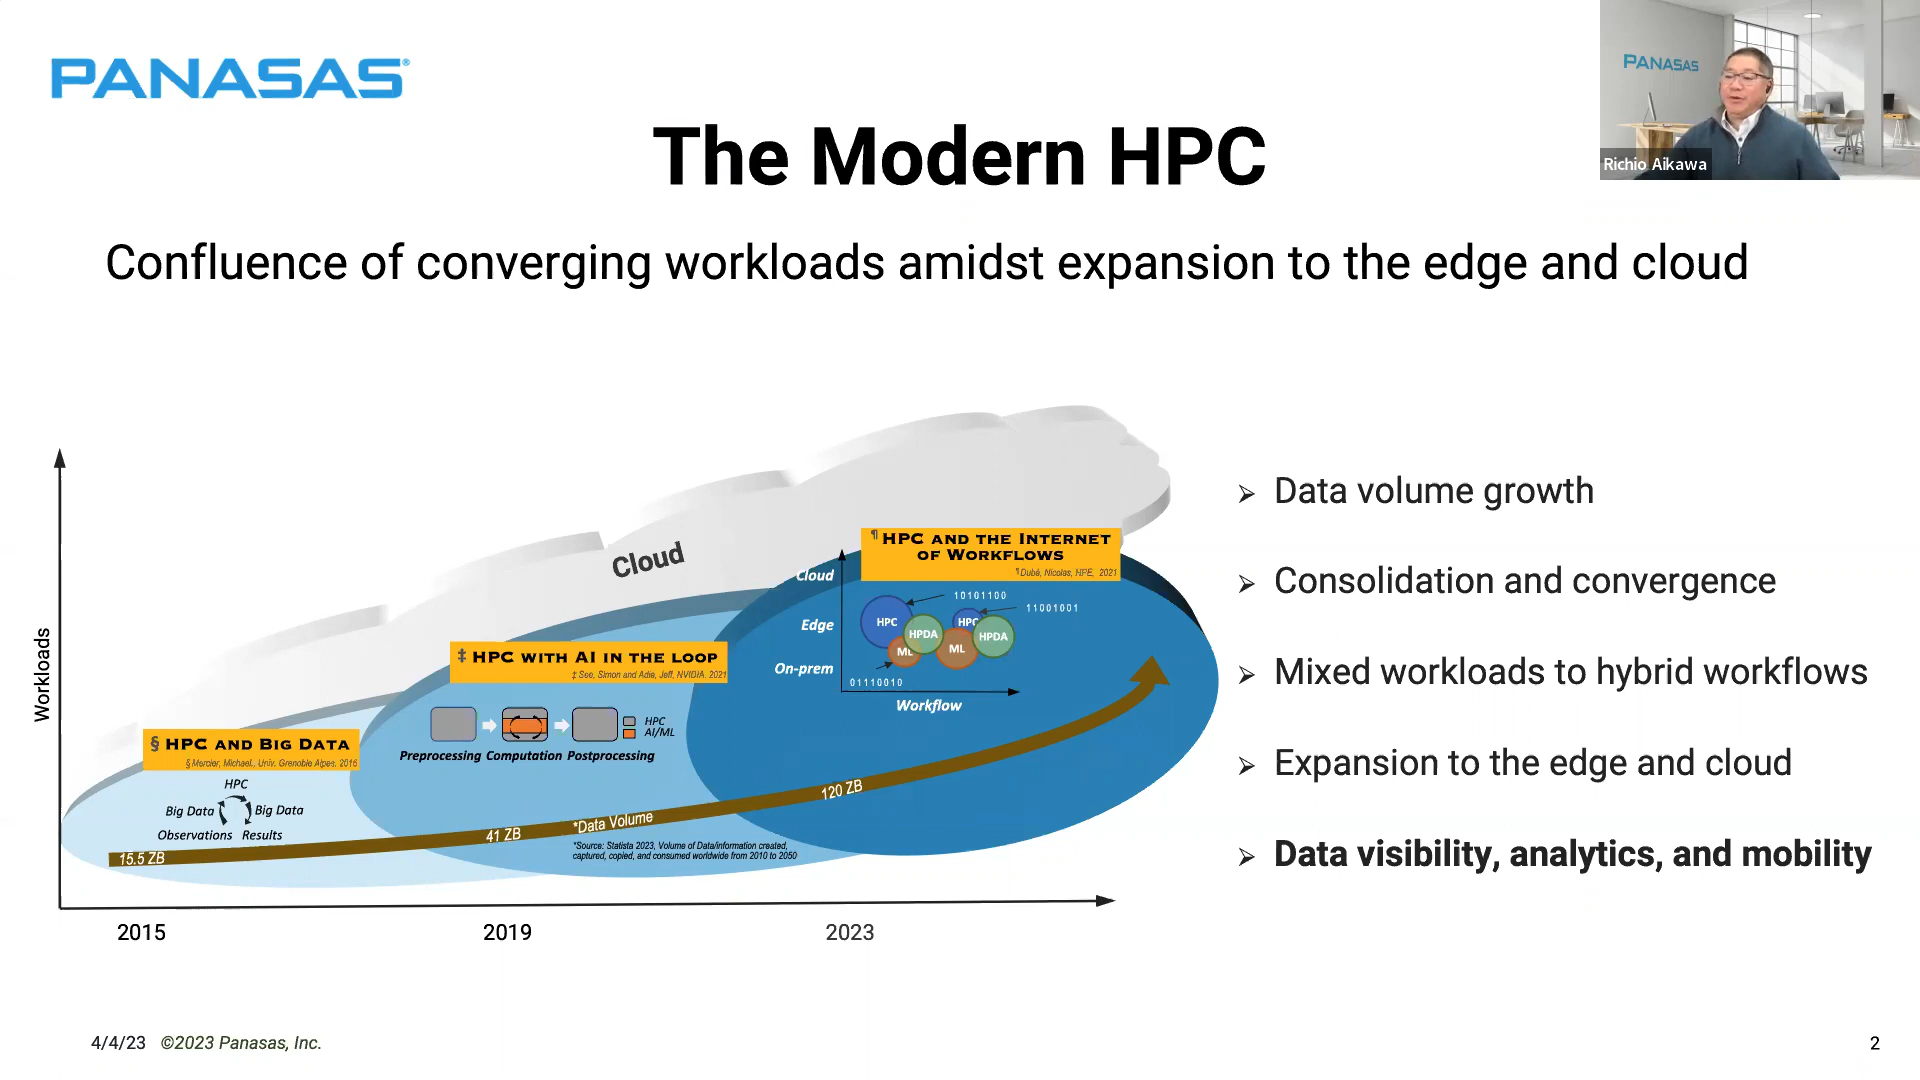 PANASAS®
PANASAS
Richio Aikawa
The Modern HPC
Confluence of converging workloads amidst expansion to the edge and cloud
Workloads
Cloud
¶ HPC and the Internet
of Workflows
¶ Dubé, Nicolas, HPE, 2021
Cloud
Edge
On-prem
HPC
HPDA
ML
HPC
HPDA
ML
10101100
11001001
01110010
Workflow
‡ HPC with AI in the loop
‡ See, Simon and Adie, Jeff, NVIDIA, 2021
HPC
AI/ML
Preprocessing Computation Postprocessing
§ HPC and Big Data
§ Mercier, Michael., Univ. Grenoble Alpes, 2016
HPC
Big Data
Big Data
Observations Results
15.5 ZB
41 ZB
*Data Volume
120 ZB
*Source: Statista 2023, Volume of Data/information created,
captured, copied, and consumed worldwide from 2010 to 2050
2015
2019
2023
➢ Data volume growth
➢ Consolidation and convergence
➢ Mixed workloads to hybrid workflows
➢ Expansion to the edge and cloud
➢ Data visibility, analytics, and mobility
4/4/23 ©2023 Panasas, Inc.
2